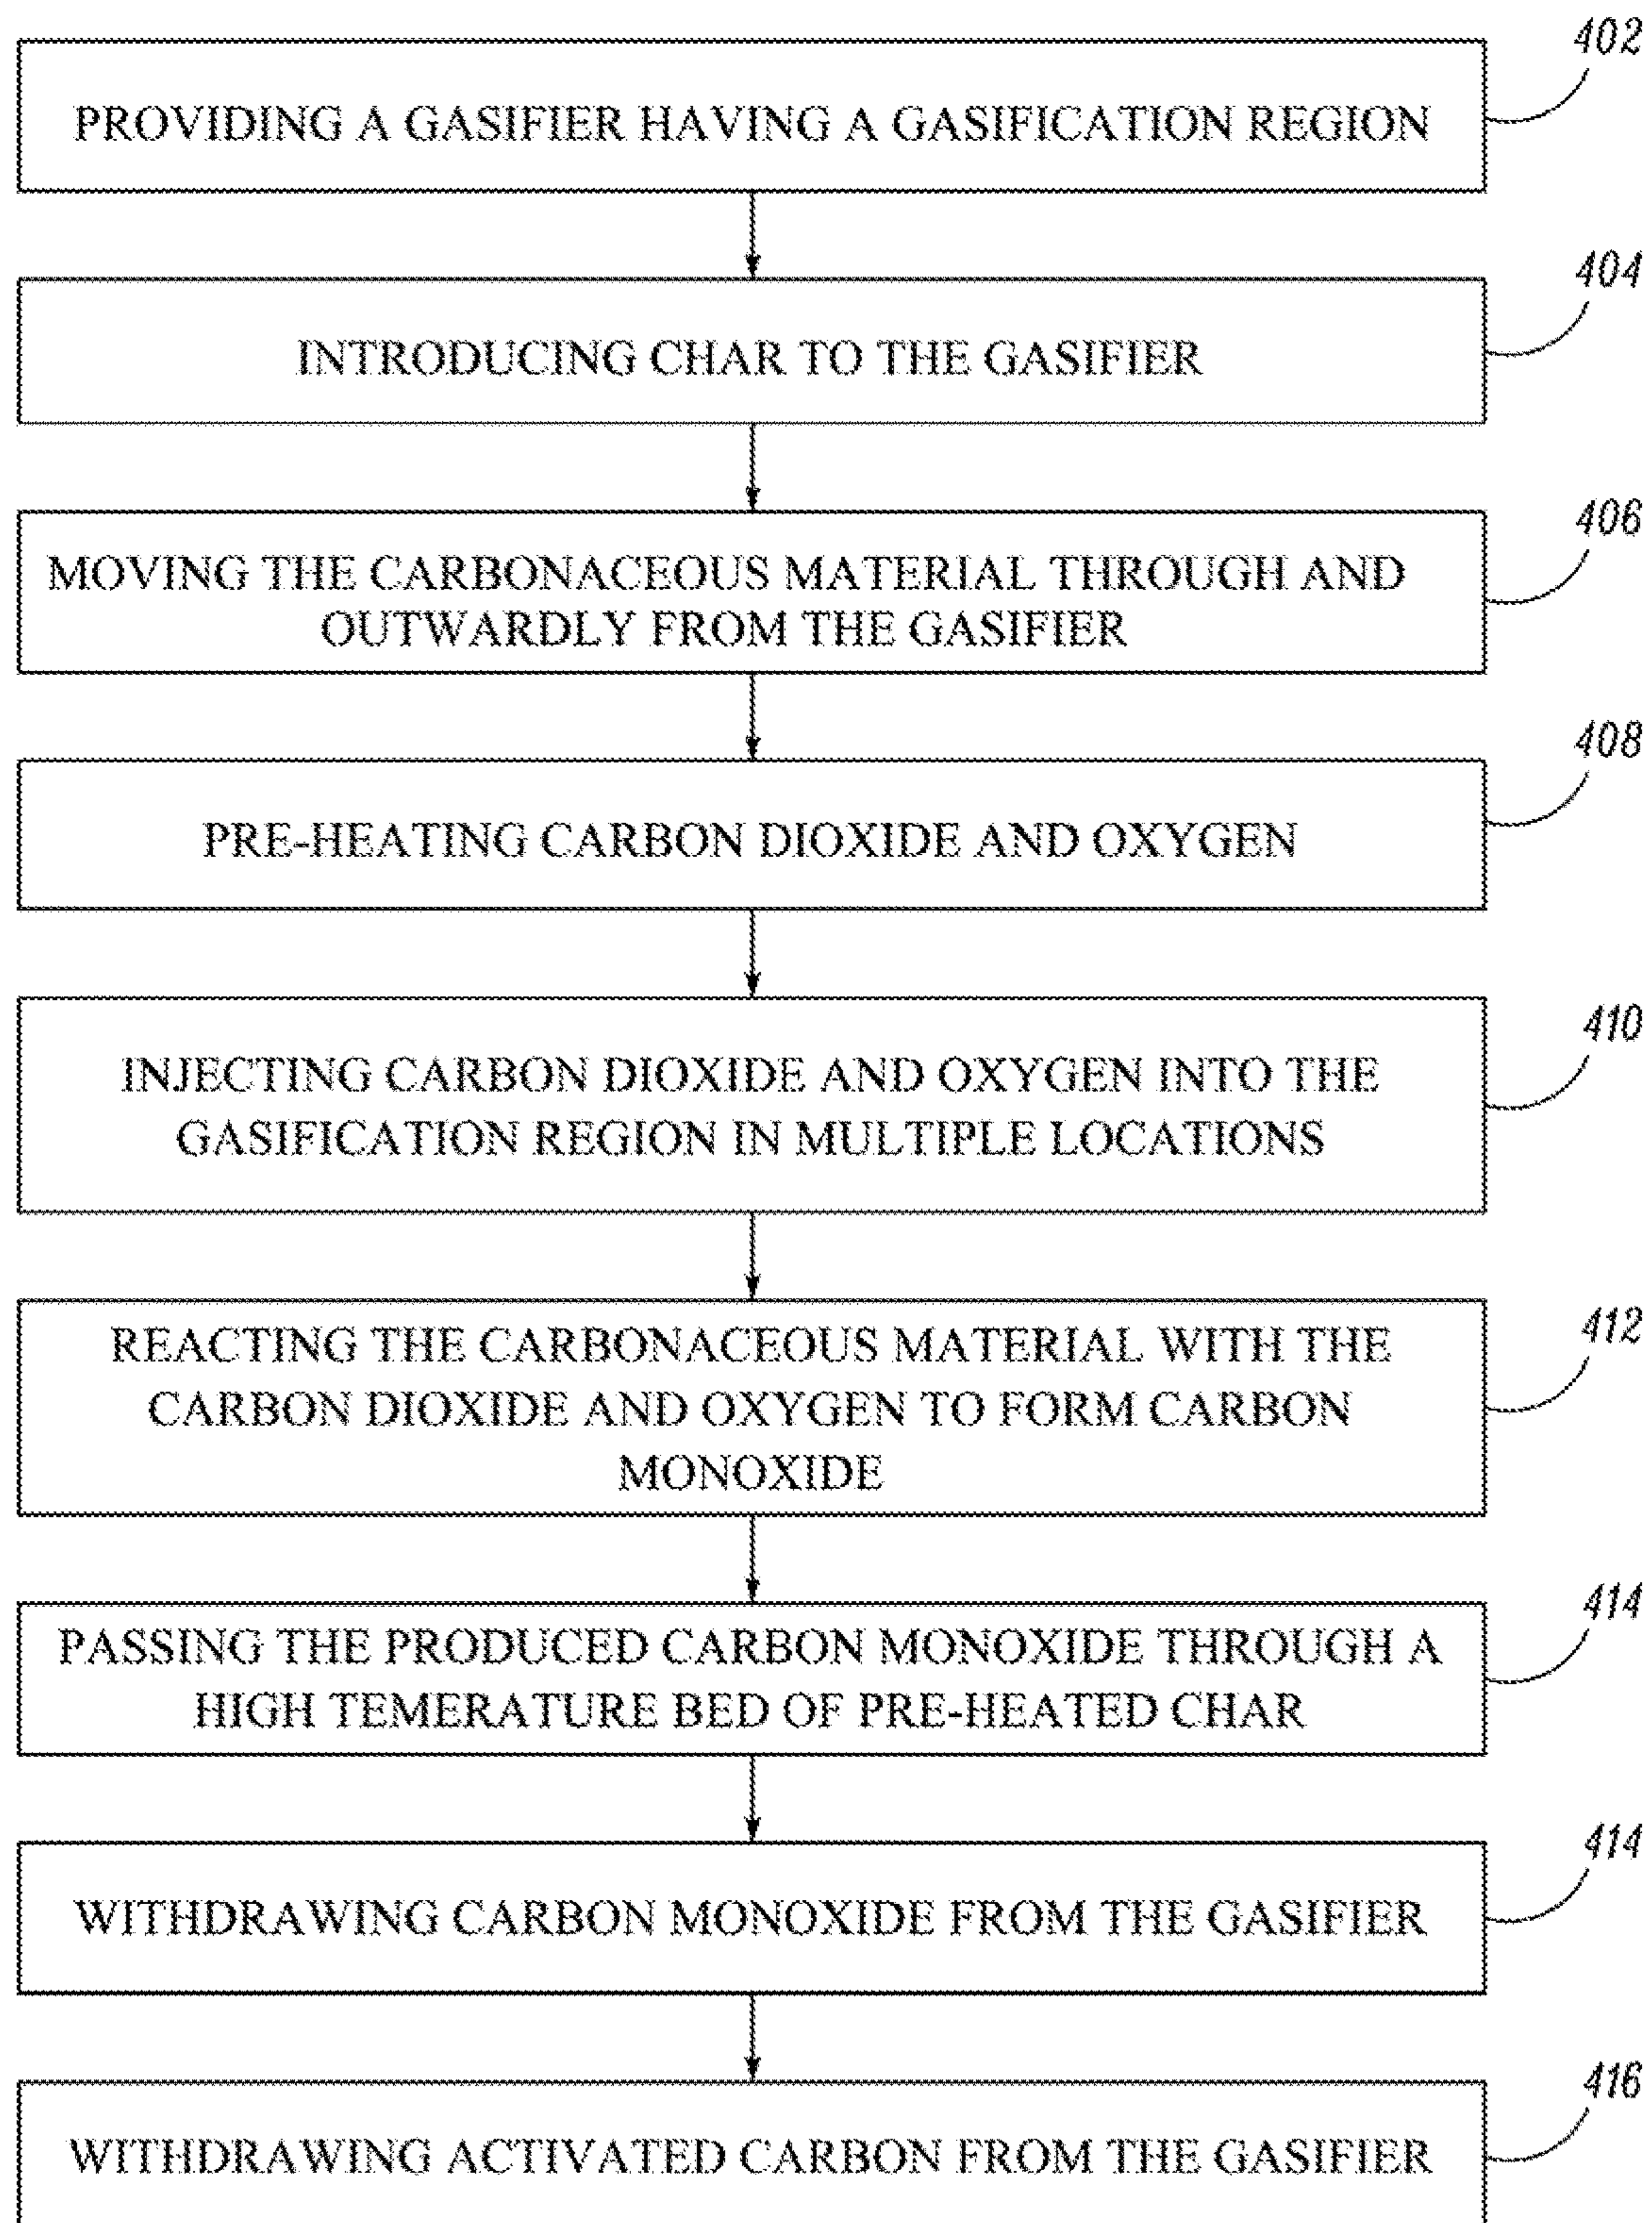 402
PROVIDING A GASIFIER HAVING A GASIFICATION REGION
404
INTRODUCING CHAR TO THE GASIFIER
406
MOVING THE CARBONACEOUS MATERIAL THROUGH AND
OUTWARDLY FROM THE GASIFIER
408
PRE-HEATING CARBON DIOXIDE AND OXYGEN
410
INJECTING CARBON DIOXIDE AND OXYGEN INTO THE
GASIFICATION REGION IN MULTIPLE LOCATIONS
412
REACTING THE CARBONACEOUS MATERIAL WITH THE
CARBON DIOXIDE AND OXYGEN TO FORM CARBON
MONOXIDE
414
PASSING THE PRODUCED CARBON MONOXIDE THROUGH A
HIGH TEMERATURE BED OF PRE-HEATED CHAR
414
WITHDRAWING CARBON MONOXIDE FROM THE GASIFIER
416
WITHDRAWING ACTIVATED CARBON FROM THE GASIFIER